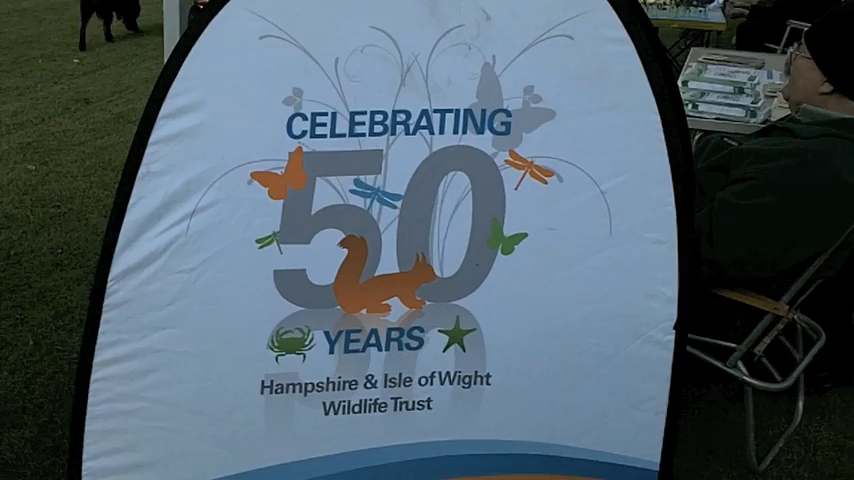 CELEBRATING
50
YEARS
Hampshire & Isle of Wight
Wildlife Trust